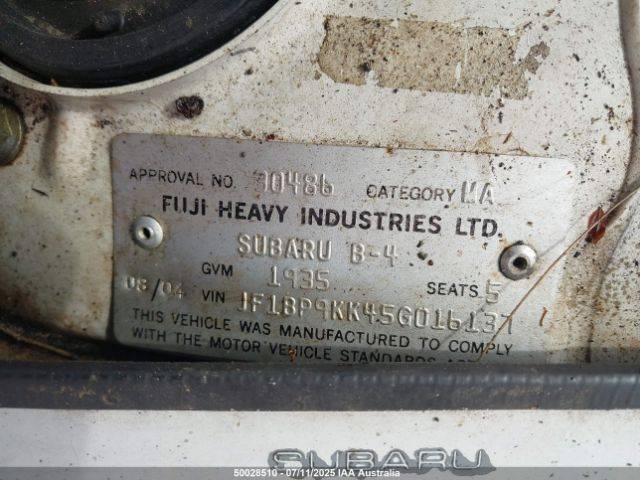 APPROVAL NO. 30486 CATEGORY MA
FUJI HEAVY INDUSTRIES LTD.
SUBARU B-4
GVM 1935 SEATS 5
08/04 VIN JF1BP9KK45G016137
THIS VEHICLE WAS MANUFACTURED TO COMPLY
WITH THE MOTOR VEHICLE STANDARDS
SUBARU
50028510 - 07/11/2025 IAA Australia